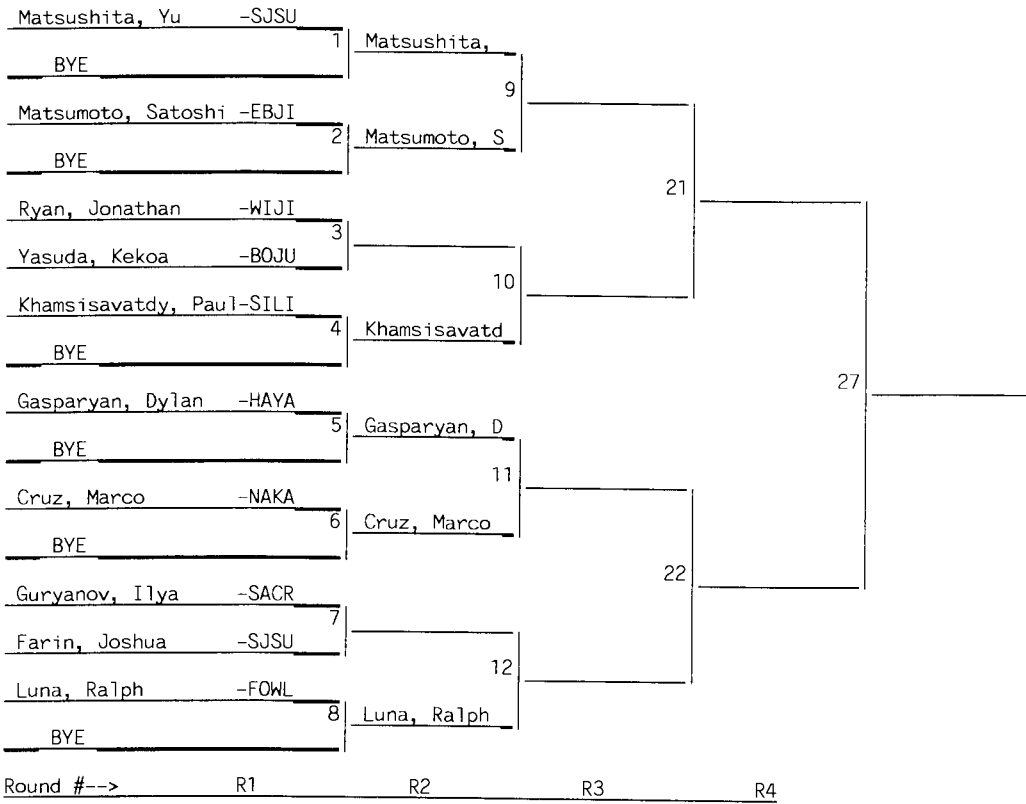 Matsushita, Yu -SJSU
1 Matsushita,
BYE
9
Matsumoto, Satoshi -EBJI
2 Matsumoto, S
BYE
21
Ryan, Jonathan -WIJI
3
Yasuda, Kekoa -BOJU
10
Khamsisavatdy, Paul-SILI
4 Khamsisavatd
BYE
27
Gasparyan, Dylan -HAYA
5 Gasparyan, D
BYE
11
Cruz, Marco -NAKA
6 Cruz, Marco
BYE
22
Guryanov, Ilya -SACR
7
Farin, Joshua -SJSU
12
Luna, Ralph -FOWL
8 Luna, Ralph
BYE
Round #--> R1 R2 R3 R4